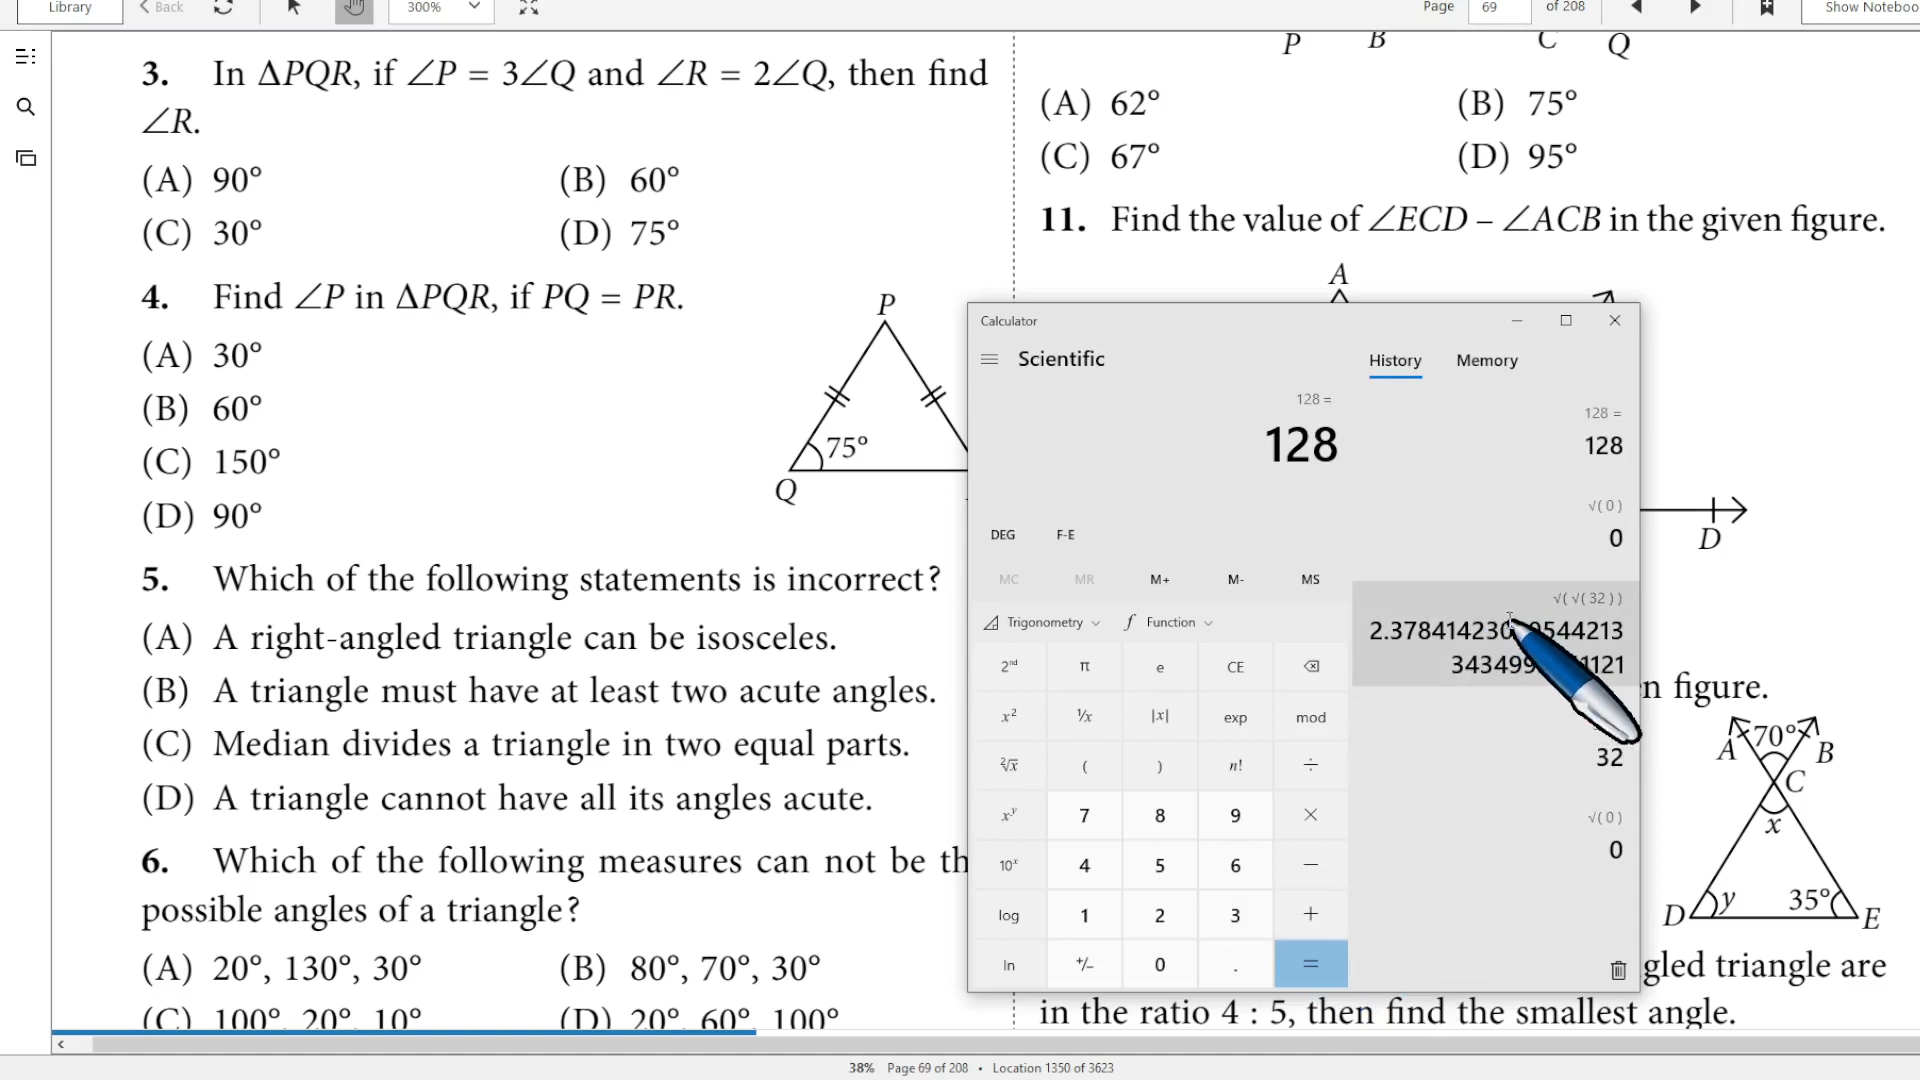 Library
Back
300%
Page 69 of 208
Show Noteboo
3. In ΔPQR, if ∠P = 3∠Q and ∠R = 2∠Q, then find
∠R.
(A) 90° (B) 60°
(C) 30° (D) 75°
4. Find ∠P in ΔPQR, if PQ = PR.
(A) 30°
(B) 60°
(C) 150°
(D) 90°
P
75°
Q
5. Which of the following statements is incorrect?
(A) A right-angled triangle can be isosceles.
(B) A triangle must have at least two acute angles.
(C) Median divides a triangle in two equal parts.
(D) A triangle cannot have all its angles acute.
6. Which of the following measures can not be th
possible angles of a triangle?
(A) 20°, 130°, 30° (B) 80°, 70°, 30°
(C) 100°, 20°, 10° (D) 20°, 60°, 100°
P B C Q
(A) 62° (B) 75°
(C) 67° (D) 95°
11. Find the value of ∠ECD – ∠ACB in the given figure.
A
D
Calculator
Scientific
History Memory
128 =
128
DEG F-E
MC MR M+ M- MS
Trigonometry Function
2nd π e CE
x² ¹/x |x| exp mod
²√x ( ) n! ÷
xʸ 7 8 9 ×
10ˣ 4 5 6 −
log 1 2 3 +
ln +/− 0 . =
128 =
128
√( 0 )
0
√( √( 32 ) )
32
√( 0 )
0
n figure.
A 70° B
C
x
D y 35° E
gled triangle are
in the ratio 4 : 5, then find the smallest angle.
38% Page 69 of 208 • Location 1350 of 3623